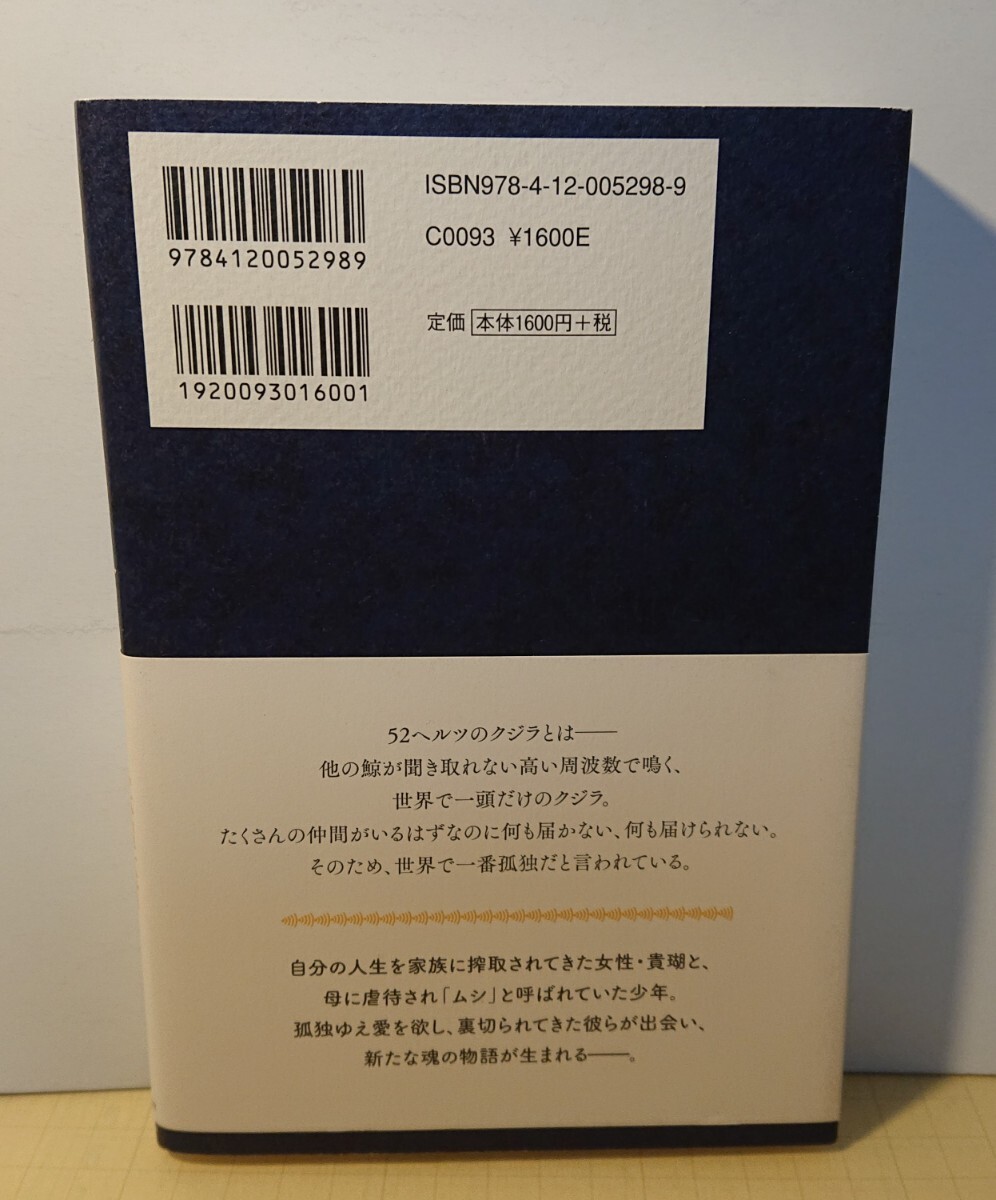 ISBN978-4-12-005298-9
9784120052989
C0093 ¥1600E
1920093016001
定価 本体1600円+税
52ヘルツのクジラとは――
他の鯨が聞き取れない高い周波数で鳴く、
世界で一頭だけのクジラ。
たくさんの仲間がいるはずなのに何も届かない、何も届けられない。
そのため、世界で一番孤独だと言われている。
自分の人生を家族に搾取されてきた女性・貴瑚と、
母に虐待され「ムシ」と呼ばれていた少年。
孤独ゆえ愛を欲し、裏切られてきた彼らが出会い、
新たな魂の物語が生まれる――。